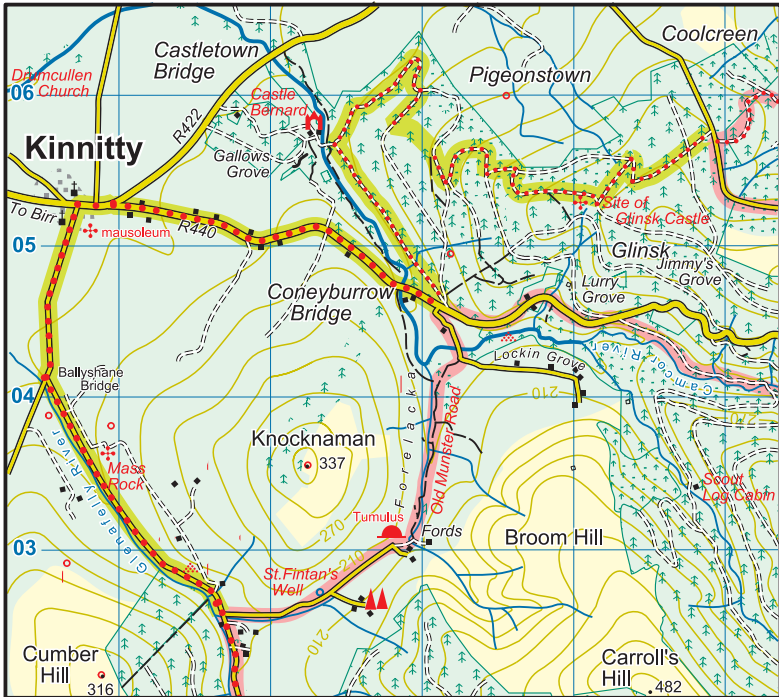 Coolcreen
Castletown
Bridge
Pigeonstown
Drumcullen
Church
06
Castle
Bernard
R422
Kinnitty
Gallows
Grove
To Birr
mausoleum
R440
Site of
Glinsk Castle
05
Glinsk
Jimmy's
Grove
Lurry
Grove
Coneyburrow
Bridge
Ballyshane
Bridge
Lockin Grove
Camcor River
04
210
Forelacka
Old Munster Road
Knocknaman
337
Mass
Rock
Glenafelly River
Scout
Log Cabin
270
Tumulus
Fords
Broom Hill
03
210
St.Fintan's
Well
210
270
Cumber
Hill
316
Carroll's
Hill
482